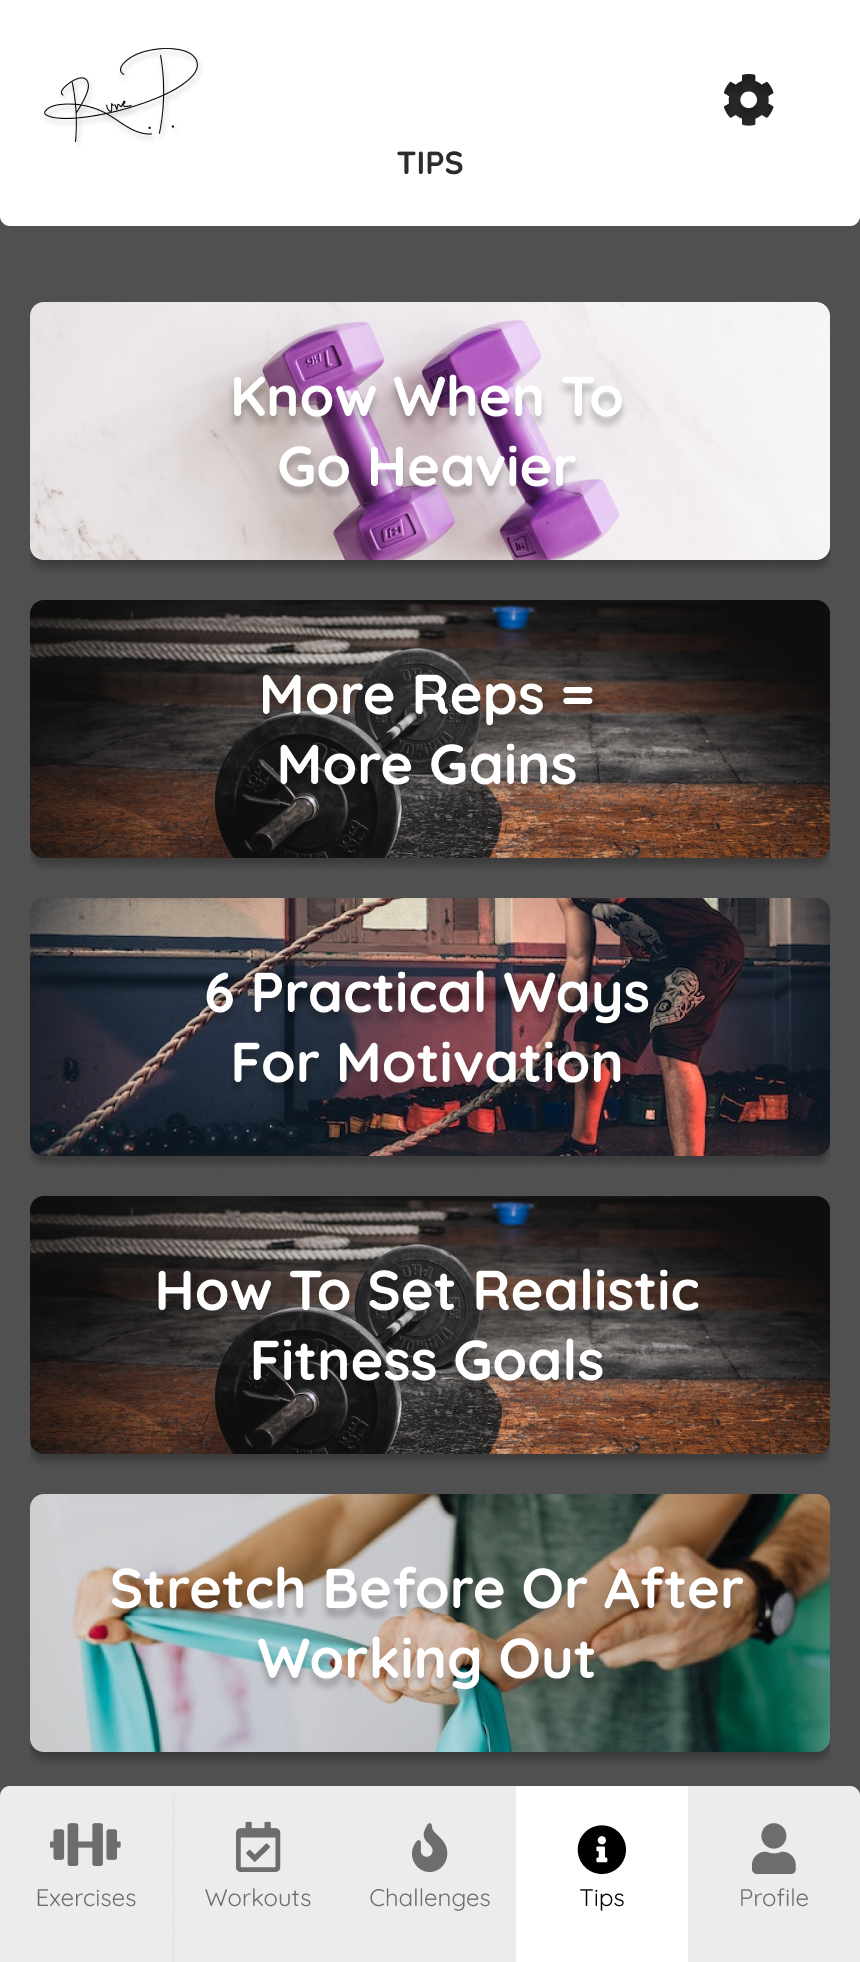 Rune P.
TIPS
Know When To
Go Heavier
More Reps =
More Gains
6 Practical Ways
For Motivation
How To Set Realistic
Fitness Goals
Stretch Before Or After
Working Out
Exercises
Workouts
Challenges
Tips
Profile